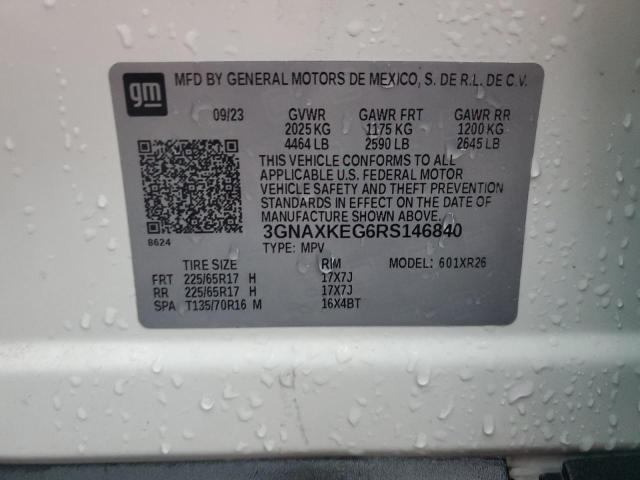 gm
MFD BY GENERAL MOTORS DE MEXICO, S. DE R.L. DE C.V.
09/23 GVWR GAWR FRT GAWR RR
2025 KG 1175 KG 1200 KG
4464 LB 2590 LB 2645 LB
THIS VEHICLE CONFORMS TO ALL
APPLICABLE U.S. FEDERAL MOTOR
VEHICLE SAFETY AND THEFT PREVENTION
STANDARDS IN EFFECT ON THE DATE OF
MANUFACTURE SHOWN ABOVE.
3GNAXKEG6RS146840
8624
TYPE: MPV
TIRE SIZE RIM MODEL: 601XR26
FRT 225/65R17 H 17X7J
RR 225/65R17 H 17X7J
SPA T135/70R16 M 16X4BT